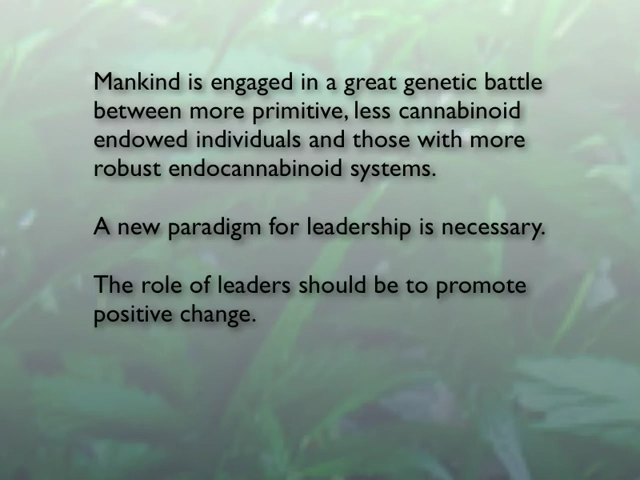 Mankind is engaged in a great genetic battle
between more primitive, less cannabinoid
endowed individuals and those with more
robust endocannabinoid systems.
A new paradigm for leadership is necessary.
The role of leaders should be to promote
positive change.